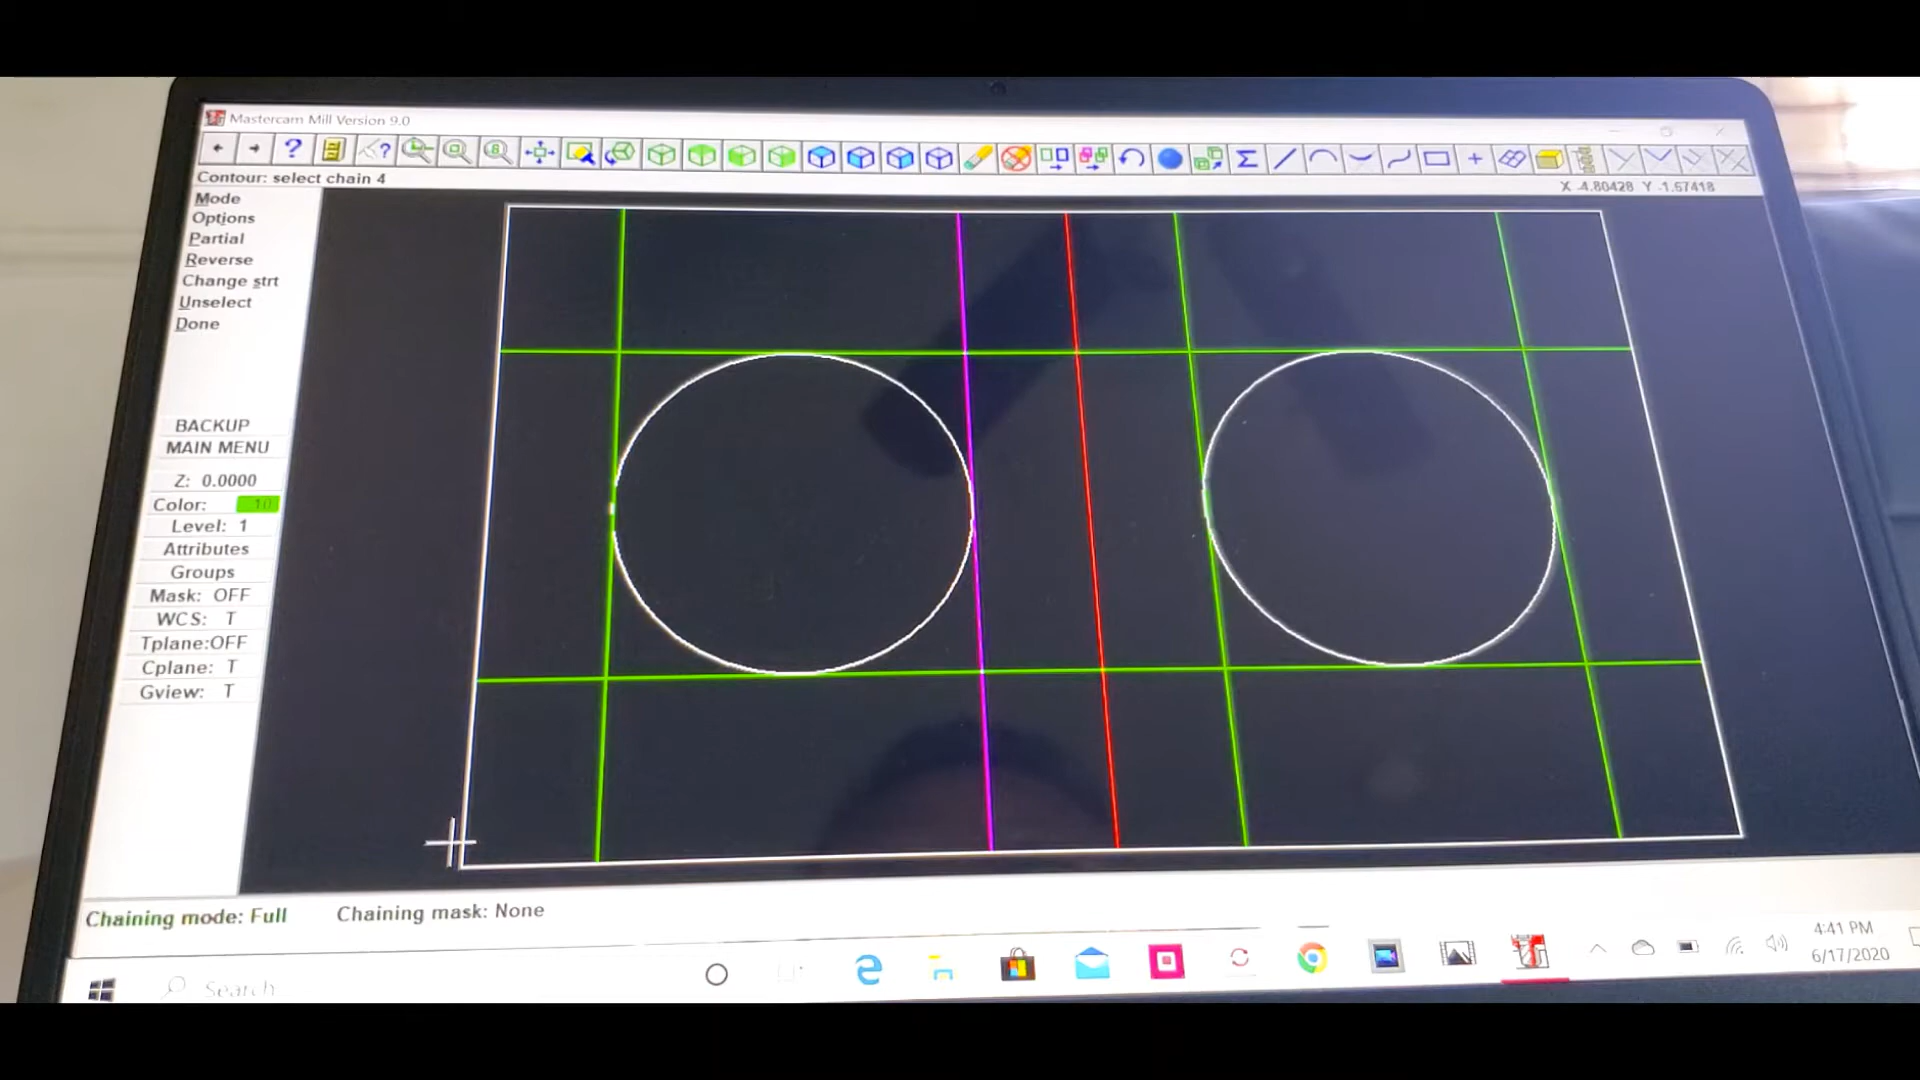 Mastercam Mill Version 9.0
Contour: select chain 4
X -4.80428 Y -1.57418
Mode
Options
Partial
Reverse
Change strt
Unselect
Done
BACKUP
MAIN MENU
Z: 0.0000
Color: 10
Level: 1
Attributes
Groups
Mask: OFF
WCS: T
Tplane:OFF
Cplane: T
Gview: T
Chaining mode: Full Chaining mask: None
Search
4:41 PM
6/17/2020